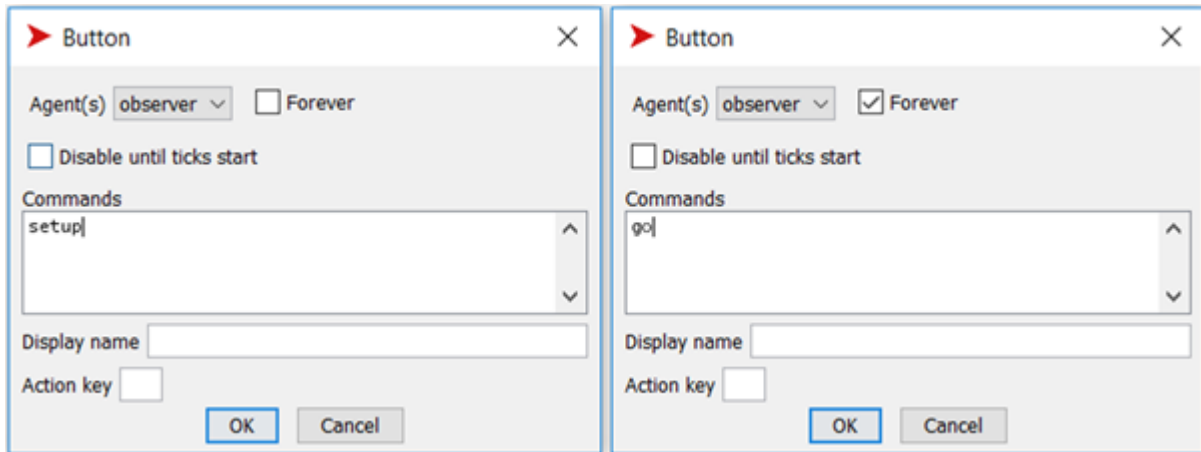 Button
Agent(s) observer Forever
Disable until ticks start
Commands
setup
Display name
Action key
OK Cancel
Button
Agent(s) observer Forever
Disable until ticks start
Commands
go
Display name
Action key
OK Cancel